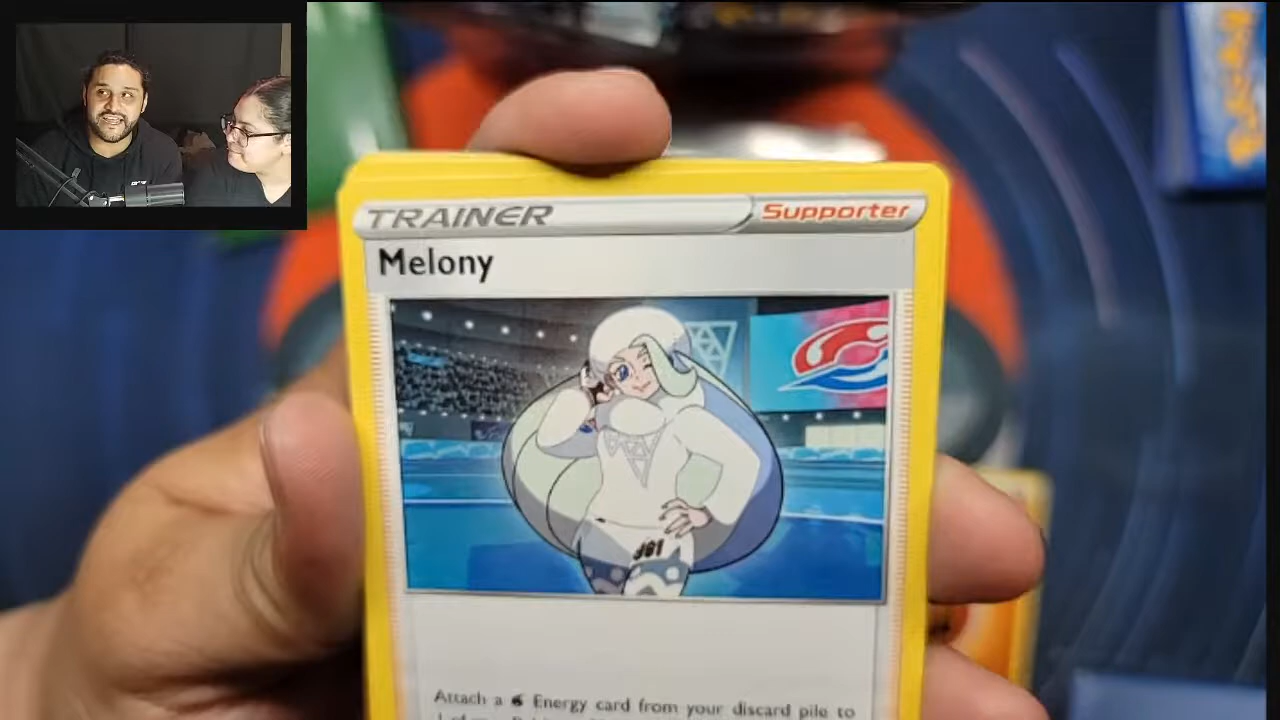 TRAINER
Supporter
Melony
Attach a Energy card from your discard pile to